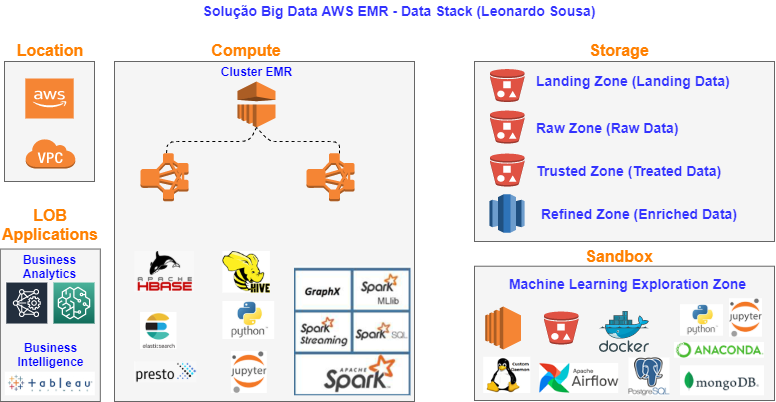 Solução Big Data AWS EMR - Data Stack (Leonardo Sousa)
Location
Compute
Storage
aws
VPC
Cluster EMR
Landing Zone (Landing Data)
Raw Zone (Raw Data)
Trusted Zone (Treated Data)
Refined Zone (Enriched Data)
LOB
Applications
Business
Analytics
Business
Intelligence
tableau
APACHE
HBASE
HIVE
elasticsearch
python
presto
jupyter
GraphX
Spark
MLlib
Spark
Streaming
Spark SQL
APACHE
Spark
Sandbox
Machine Learning Exploration Zone
docker
python
jupyter
ANACONDA
Custom
Daemon
Apache
Airflow
PostgreSQL
mongoDB